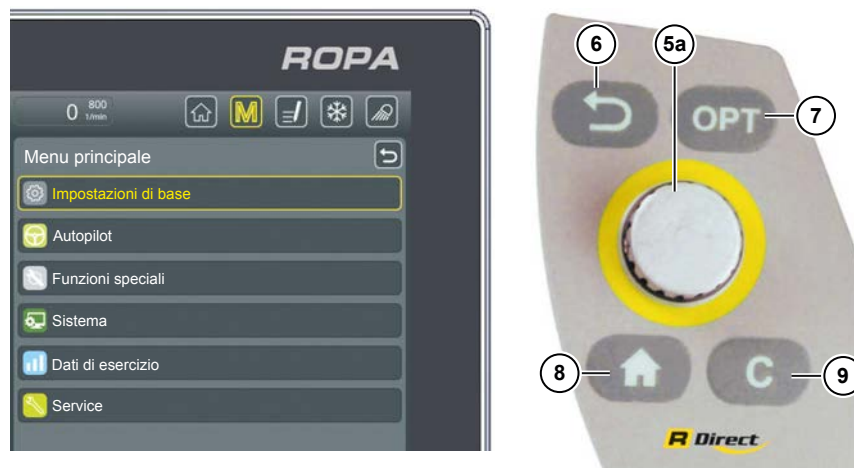 ROPA
0 800 1/min
M
Menu principale
Impostazioni di base
Autopilot
Funzioni speciali
Sistema
Dati di esercizio
Service
6
5a
OPT
7
8
C
9
R Direct